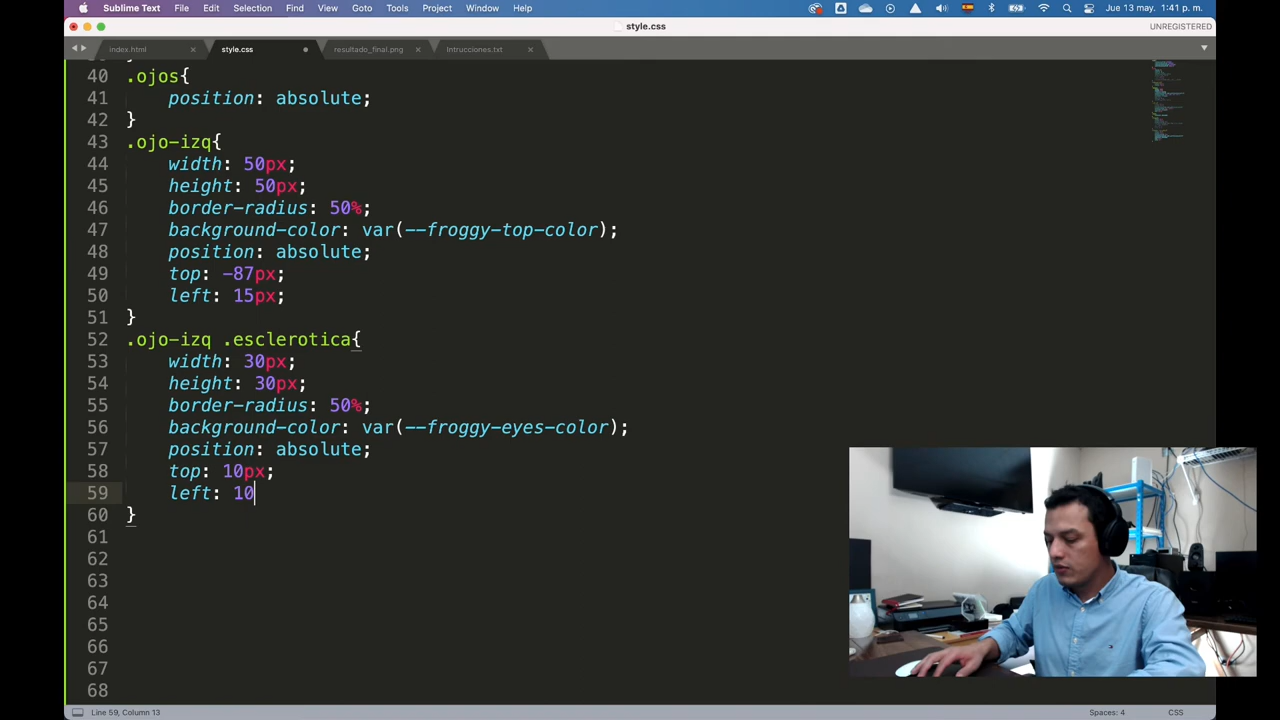 Sublime Text File Edit Selection Find View Goto Tools Project Window Help Jue 13 may. 1:41 p. m.
style.css UNREGISTERED
index.html style.css resultado_final.png Intrucciones.txt
40 .ojos{
41 position: absolute;
42 }
43 .ojo-izq{
44 width: 50px;
45 height: 50px;
46 border-radius: 50%;
47 background-color: var(--froggy-top-color);
48 position: absolute;
49 top: -87px;
50 left: 15px;
51 }
52 .ojo-izq .esclerotica{
53 width: 30px;
54 height: 30px;
55 border-radius: 50%;
56 background-color: var(--froggy-eyes-color);
57 position: absolute;
58 top: 10px;
59 left: 10
60 }
61
62
63
64
65
66
67
68
Line 59, Column 13 Spaces: 4 CSS